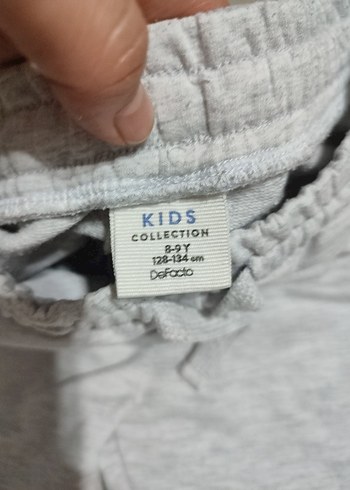 KIDS
COLLECTION
8-9 Y
128-134 cm
DeFacto